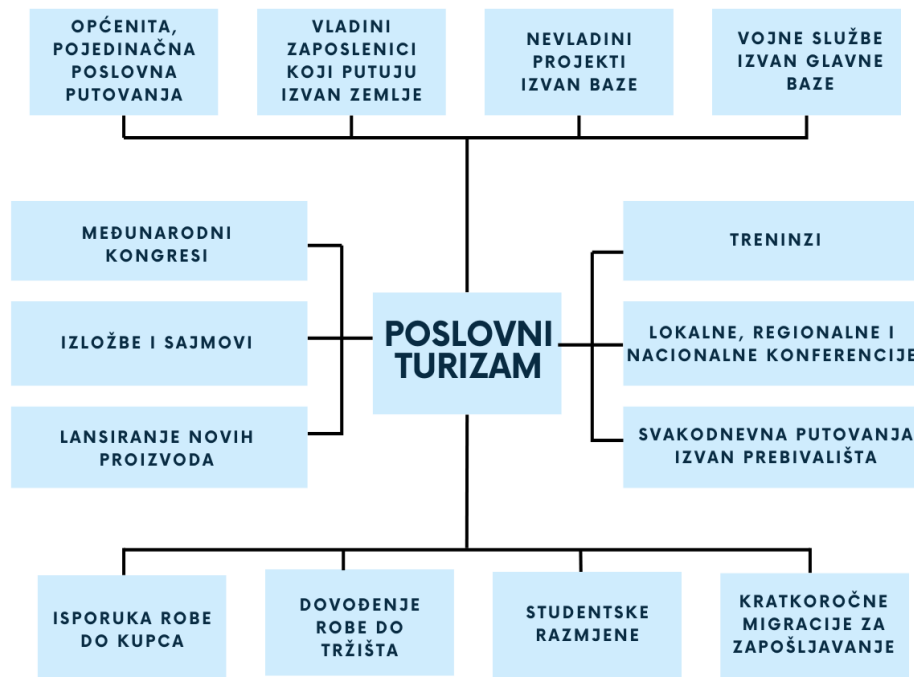 OPĆENITA,
POJEDINAČNA
POSLOVNA
PUTOVANJA
VLADINI
ZAPOSLENICI
KOJI PUTUJU
IZVAN ZEMLJE
NEVLADINI
PROJEKTI
IZVAN BAZE
VOJNE SLUŽBE
IZVAN GLAVNE
BAZE
MEĐUNARODNI
KONGRESI
IZLOŽBE I SAJMOVI
LANSIRANJE NOVIH
PROIZVODA
POSLOVNI
TURIZAM
TRENINZI
LOKALNE, REGIONALNE I
NACIONALNE KONFERENCIJE
SVAKODNEVNA PUTOVANJA
IZVAN PREBIVALIŠTA
ISPORUKA ROBE
DO KUPCA
DOVOĐENJE
ROBE DO
TRŽIŠTA
STUDENTSKE
RAZMJENE
KRATKOROČNE
MIGRACIJE ZA
ZAPOŠLJAVANJE